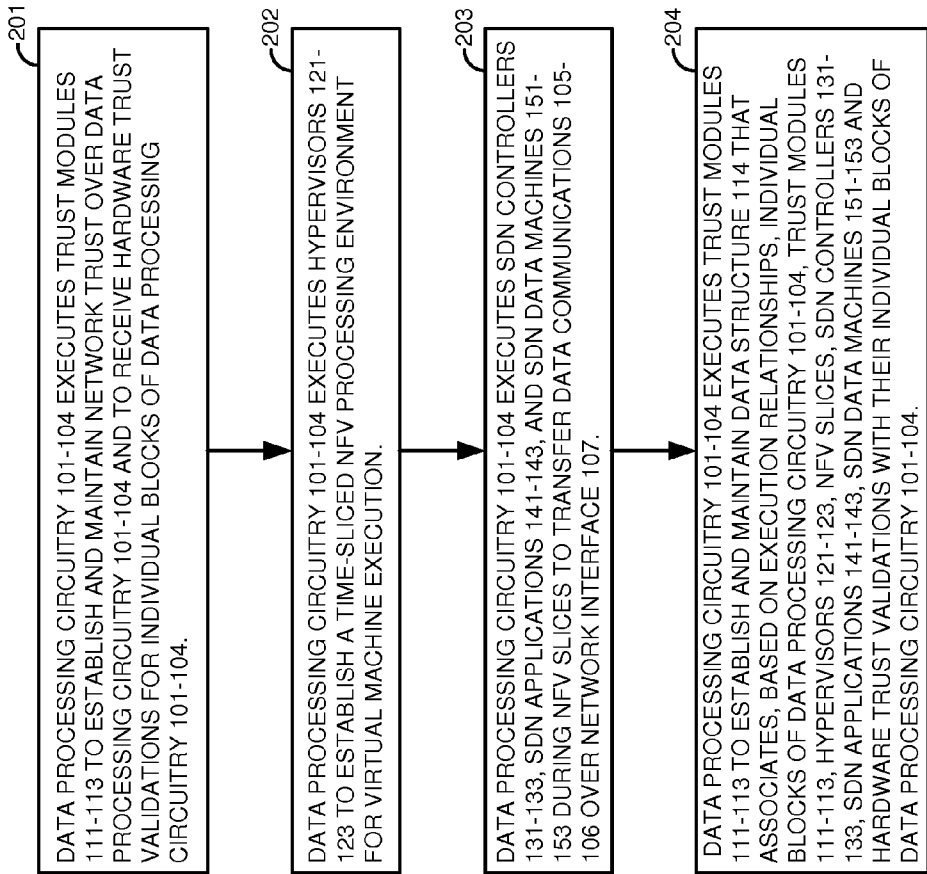 201
DATA PROCESSING CIRCUITRY 101-104 EXECUTES TRUST MODULES
111-113 TO ESTABLISH AND MAINTAIN NETWORK TRUST OVER DATA
PROCESSING CIRCUITRY 101-104 AND TO RECEIVE HARDWARE TRUST
VALIDATIONS FOR INDIVIDUAL BLOCKS OF DATA PROCESSING
CIRCUITRY 101-104.
202
DATA PROCESSING CIRCUITRY 101-104 EXECUTES HYPERVISORS 121-
123 TO ESTABLISH A TIME-SLICED NFV PROCESSING ENVIRONMENT
FOR VIRTUAL MACHINE EXECUTION.
203
DATA PROCESSING CIRCUITRY 101-104 EXECUTES SDN CONTROLLERS
131-133, SDN APPLICATIONS 141-143, AND SDN DATA MACHINES 151-
153 DURING NFV SLICES TO TRANSFER DATA COMMUNICATIONS 105-
106 OVER NETWORK INTERFACE 107.
204
DATA PROCESSING CIRCUITRY 101-104 EXECUTES TRUST MODULES
111-113 TO ESTABLISH AND MAINTAIN DATA STRUCTURE 114 THAT
ASSOCIATES, BASED ON EXECUTION RELATIONSHIPS, INDIVIDUAL
BLOCKS OF DATA PROCESSING CIRCUITRY 101-104, TRUST MODULES
111-113, HYPERVISORS 121-123, NFV SLICES, SDN CONTROLLERS 131-
133, SDN APPLICATIONS 141-143, SDN DATA MACHINES 151-153 AND
HARDWARE TRUST VALIDATIONS WITH THEIR INDIVIDUAL BLOCKS OF
DATA PROCESSING CIRCUITRY 101-104.